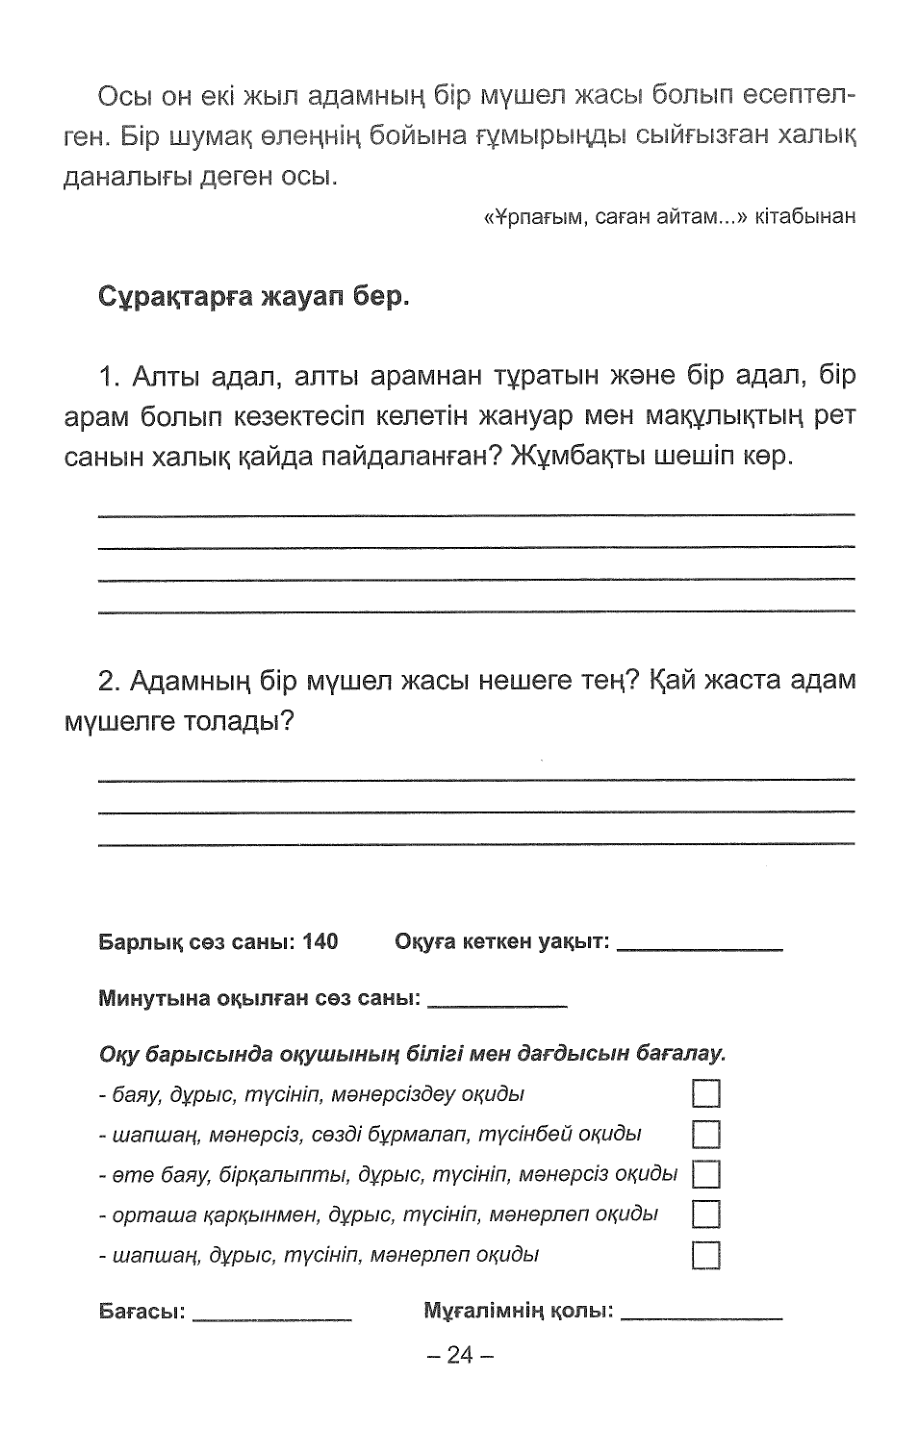 Осы он екі жыл адамның бір мүшел жасы болып есептел-
ген. Бір шумақ өлеңнің бойына ғұмырыңды сыйғызған халық
даналығы деген осы.
«Ұрпағым, саған айтам...» кітабынан
Сұрақтарға жауап бер.
1. Алты адал, алты арамнан тұратын және бір адал, бір
арам болып кезектесіп келетін жануар мен мақұлықтың рет
санын халық қайда пайдаланған? Жұмбақты шешіп көр.
2. Адамның бір мүшел жасы нешеге тең? Қай жаста адам
мүшелге толады?
Барлық сөз саны: 140 Оқуға кеткен уақыт:
Минутына оқылған сөз саны:
Оқу барысында оқушының білігі мен дағдысын бағалау.
- баяу, дұрыс, түсініп, мәнерсіздеу оқиды
- шапшаң, мәнерсіз, сөзді бұрмалап, түсінбей оқиды
- өте баяу, бірқалыпты, дұрыс, түсініп, мәнерсіз оқиды
- орташа қарқынмен, дұрыс, түсініп, мәнерлеп оқиды
- шапшаң, дұрыс, түсініп, мәнерлеп оқиды
Бағасы: Мұғалімнің қолы:
– 24 –